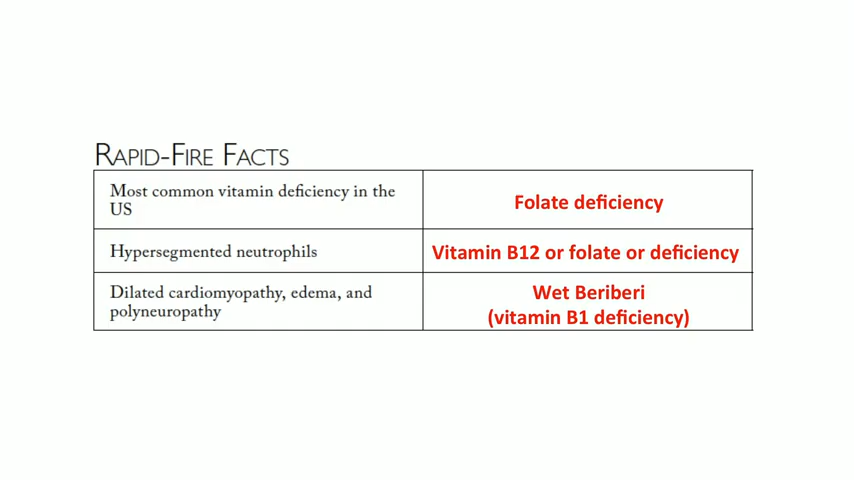 RAPID-FIRE FACTS
Most common vitamin deficiency in the
US
Folate deficiency
Hypersegmented neutrophils
Vitamin B12 or folate or deficiency
Dilated cardiomyopathy, edema, and
polyneuropathy
Wet Beriberi
(vitamin B1 deficiency)